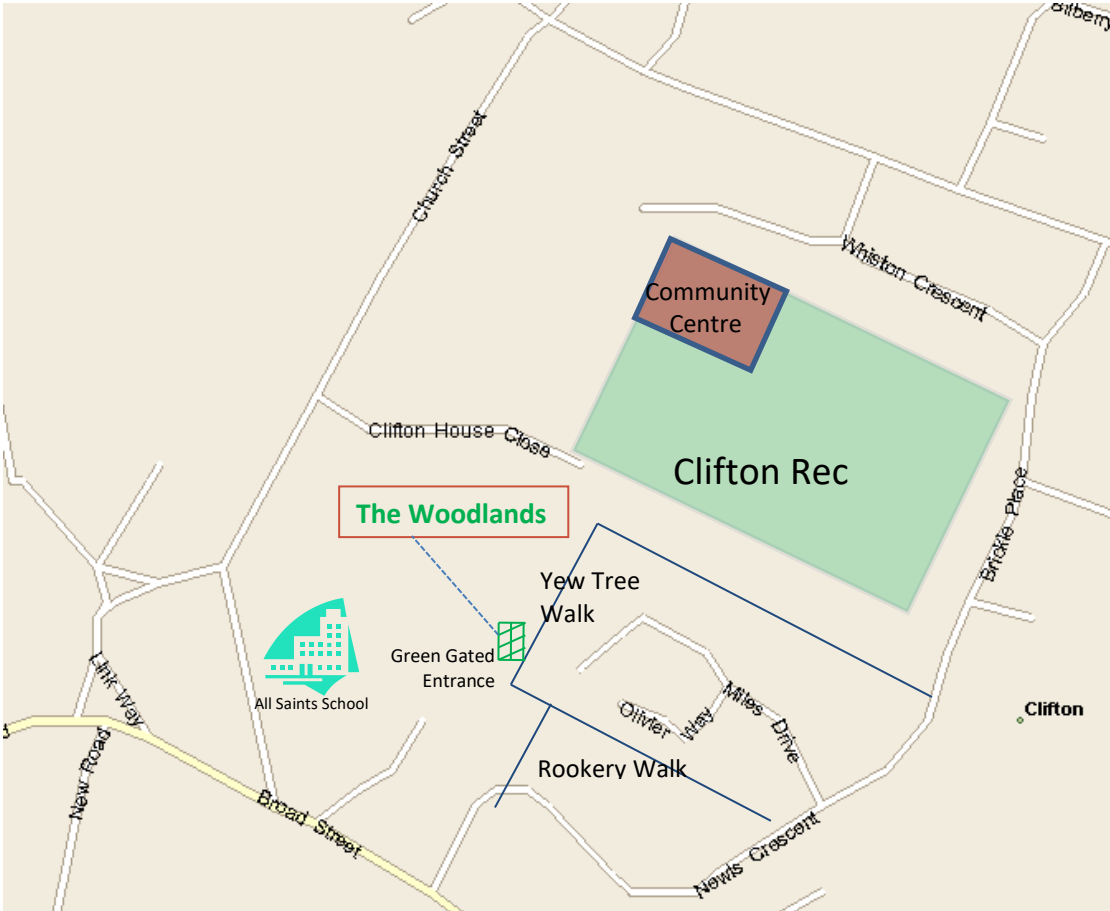 Bilberry
Church Street
Whiston Crescent
Community
Centre
Clifton House Close
Clifton Rec
The Woodlands
Brickle Place
Yew Tree
Walk
Green Gated
Entrance
All Saints School
Link Way
Miles Drive
Olivier Way
Clifton
New Road
Rookery Walk
Broad Street
Newis Crescent